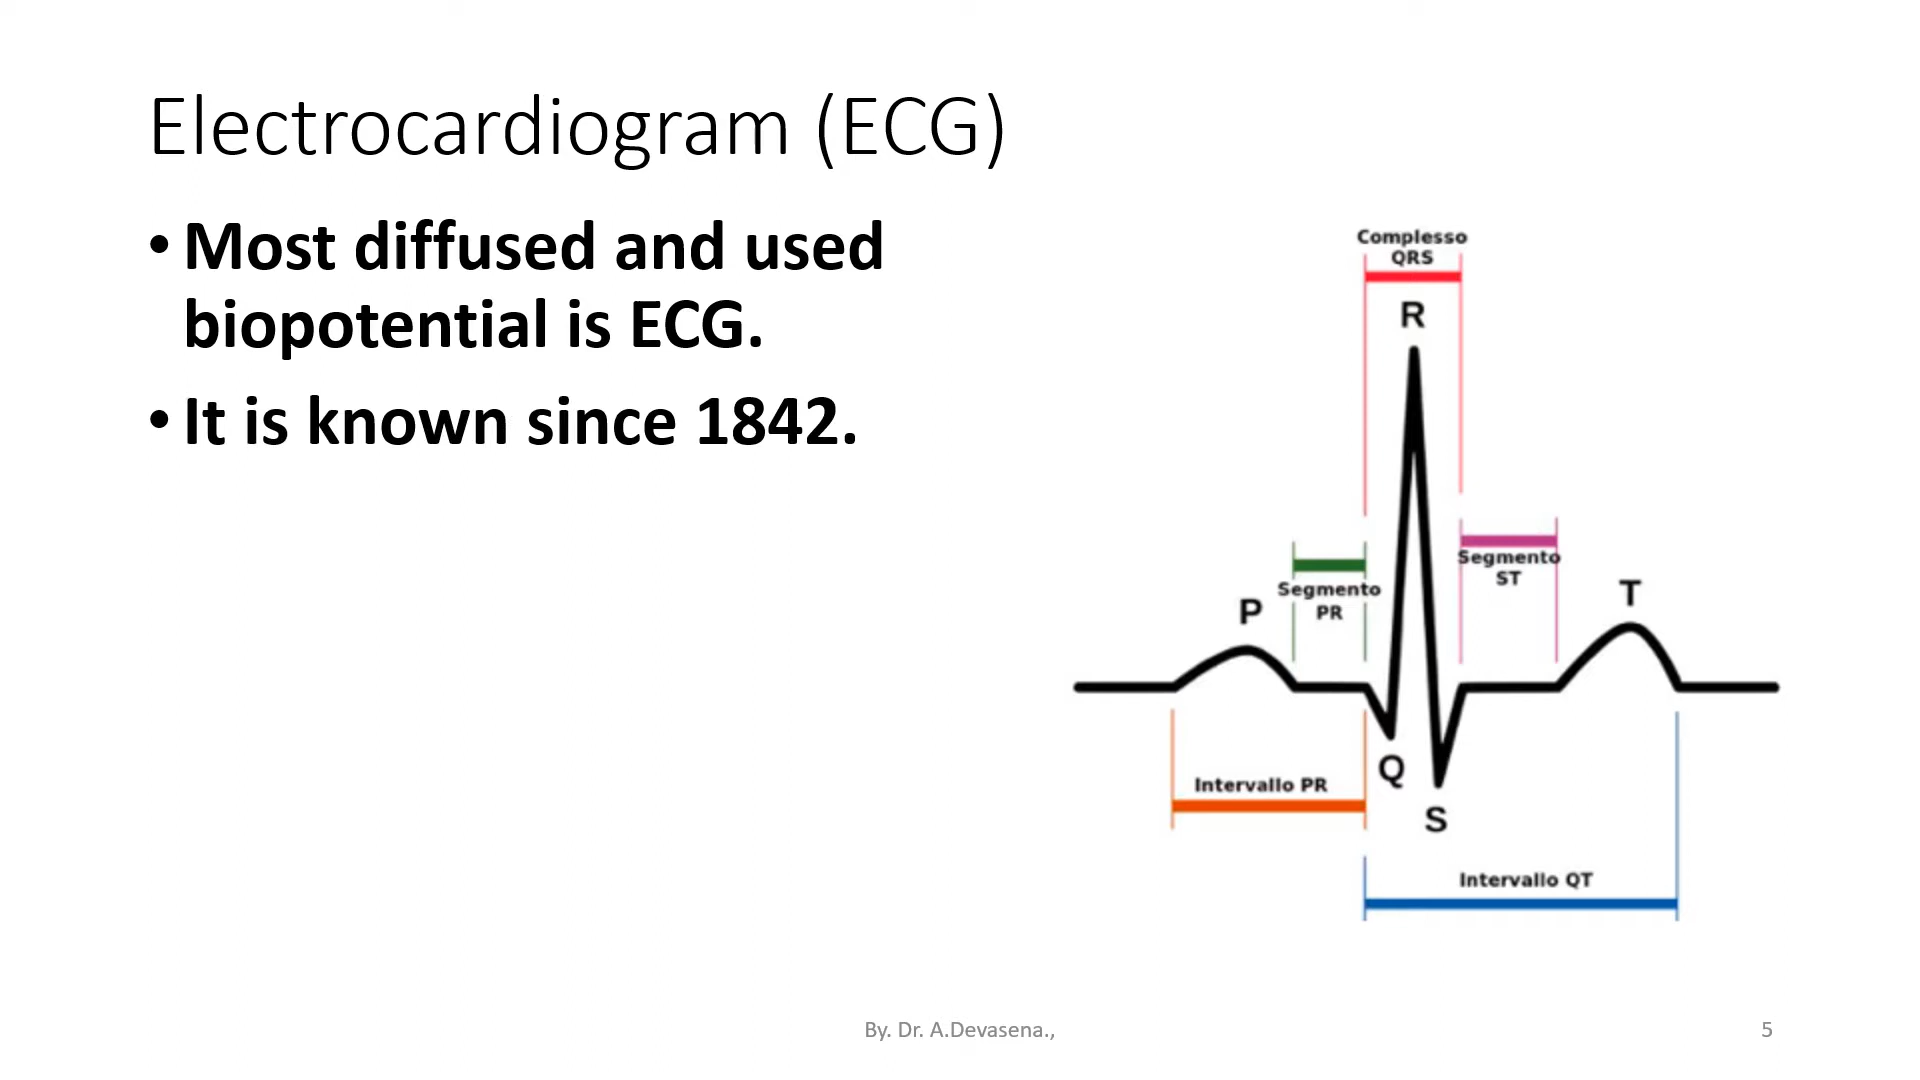 Electrocardiogram (ECG)
• Most diffused and used
biopotential is ECG.
• It is known since 1842.
Complesso
QRS
R
Segmento
ST
Segmento
PR
P
T
Q
S
Intervallo PR
Intervallo QT
By. Dr. A.Devasena.,
5